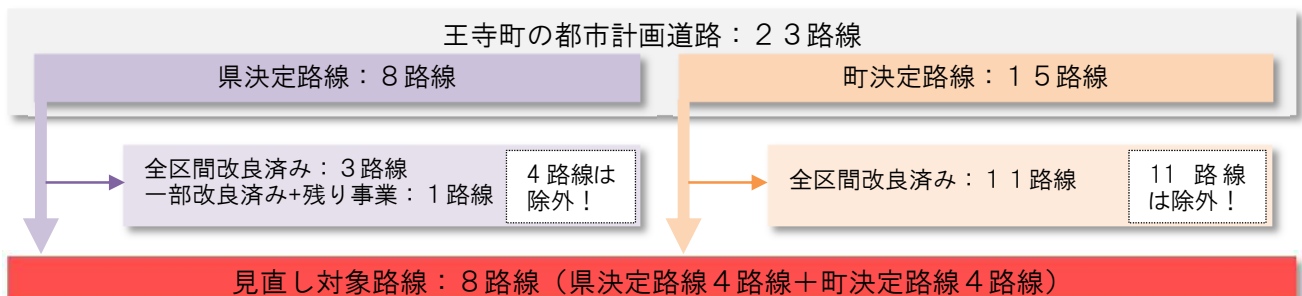 王寺町の都市計画道路：２３路線
県決定路線：８路線
町決定路線：１５路線
全区間改良済み：３路線
一部改良済み+残り事業：１路線
4 路線は
除外！
全区間改良済み：１１路線
11 路線
は除外！
見直し対象路線：８路線（県決定路線４路線＋町決定路線４路線）